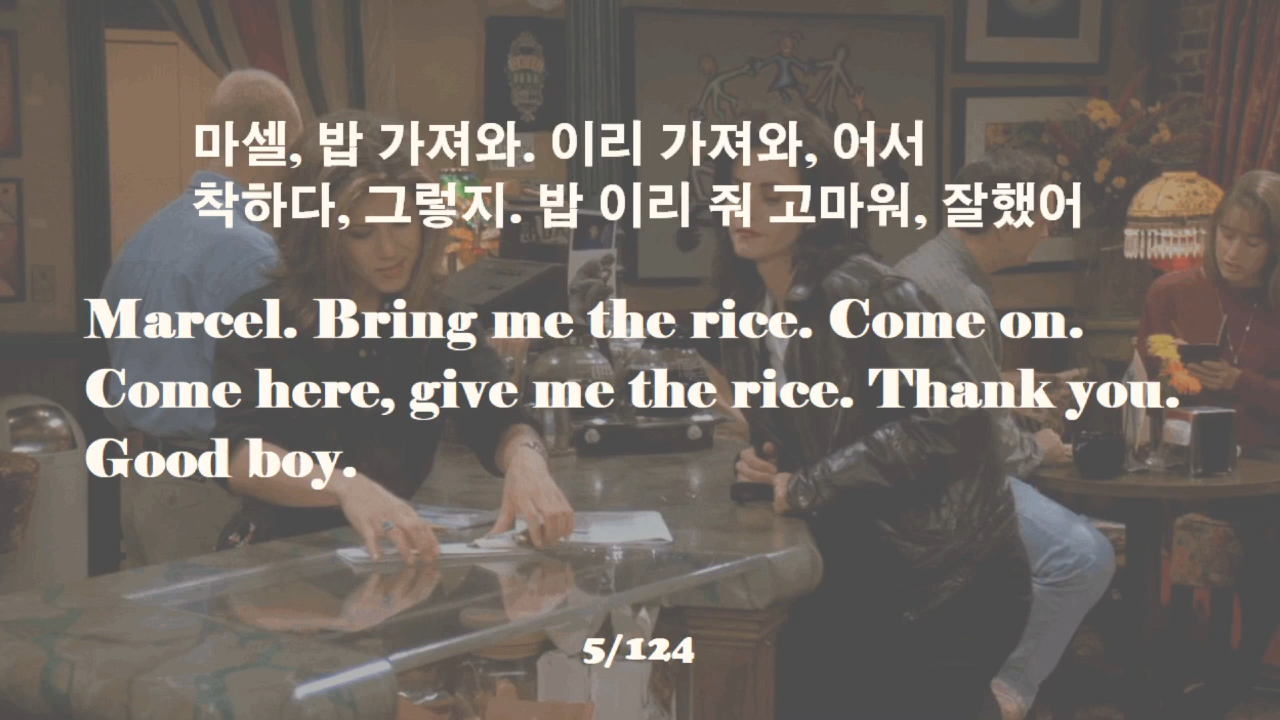 마셀, 밥 가져와. 이리 가져와, 어서
착하다, 그렇지. 밥 이리 줘 고마워, 잘했어
Marcel. Bring me the rice. Come on.
Come here, give me the rice. Thank you.
Good boy.
5/124